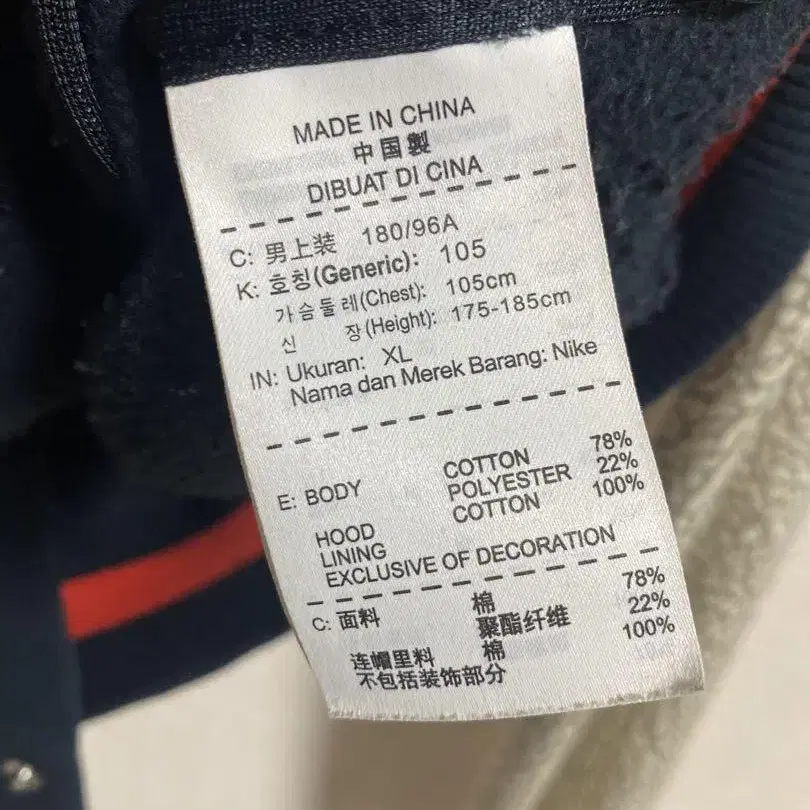 MADE IN CHINA
中国製
DIBUAT DI CINA
C: 男上装 180/96A
K: 호칭(Generic): 105
가슴둘레(Chest): 105cm
신 장(Height): 175-185cm
IN: Ukuran: XL
Nama dan Merek Barang: Nike
E: BODY COTTON 78%
POLYESTER 22%
HOOD COTTON 100%
LINING
EXCLUSIVE OF DECORATION
C: 面料 棉 78%
聚酯纤维 22%
连帽里料 棉 100%
不包括装饰部分